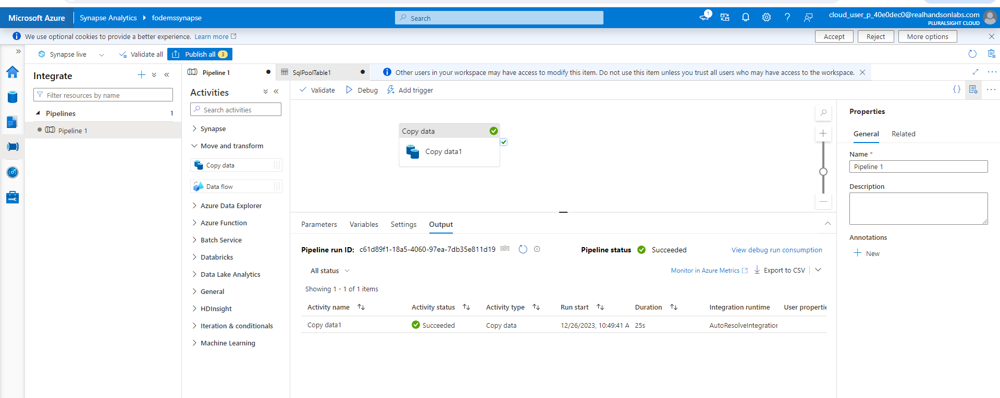 Microsoft Azure
Synapse Analytics
fodemssynapse
Search
1
cloud_user_p_40e0dec0@realhandsonlabs.com
PLURALSIGHT CLOUD
We use optional cookies to provide a better experience. Learn more
Accept
Reject
More options
Synapse live
Validate all
Publish all 3
Integrate
Filter resources by name
Pipelines 1
Pipeline 1
Pipeline 1
SqlPoolTable1
Other users in your workspace may have access to modify this item. Do not use this item unless you trust all users who may have access to the workspace.
Activities
Search activities
Synapse
Move and transform
Copy data
Data flow
Azure Data Explorer
Azure Function
Batch Service
Databricks
Data Lake Analytics
General
HDInsight
Iteration & conditionals
Machine Learning
Validate
Debug
Add trigger
Copy data
Copy data1
Parameters
Variables
Settings
Output
Pipeline run ID: c61d89f1-18a5-4060-97ea-7db35e811d19
Pipeline status Succeeded
View debug run consumption
All status
Monitor in Azure Metrics
Export to CSV
Showing 1 - 1 of 1 items
Activity name Activity status Activity type Run start Duration Integration runtime User propertie
Copy data1 Succeeded Copy data 12/26/2023, 10:49:41 A 25s AutoResolveIntegration
Properties
General
Related
Name *
Pipeline 1
Description
Annotations
New